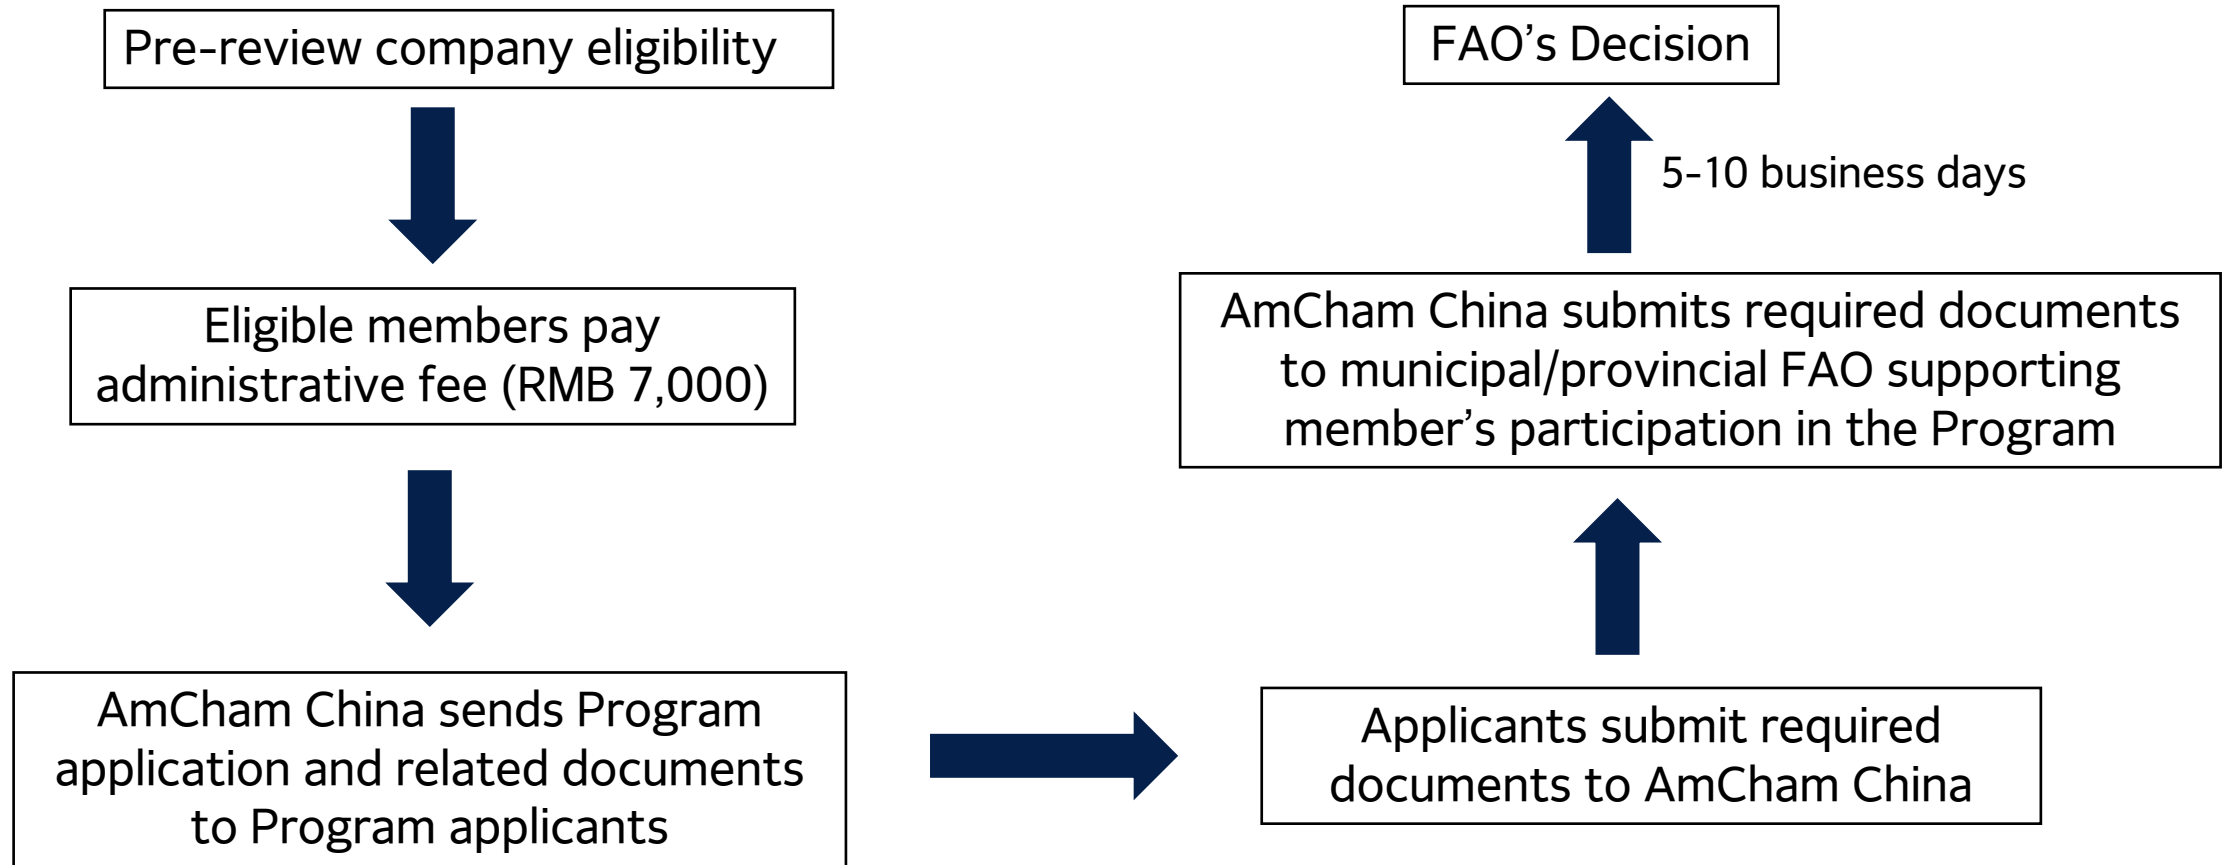 Pre-review company eligibility
Eligible members pay
administrative fee (RMB 7,000)
AmCham China sends Program
application and related documents
to Program applicants
Applicants submit required
documents to AmCham China
AmCham China submits required documents
to municipal/provincial FAO supporting
member’s participation in the Program
5-10 business days
FAO’s Decision